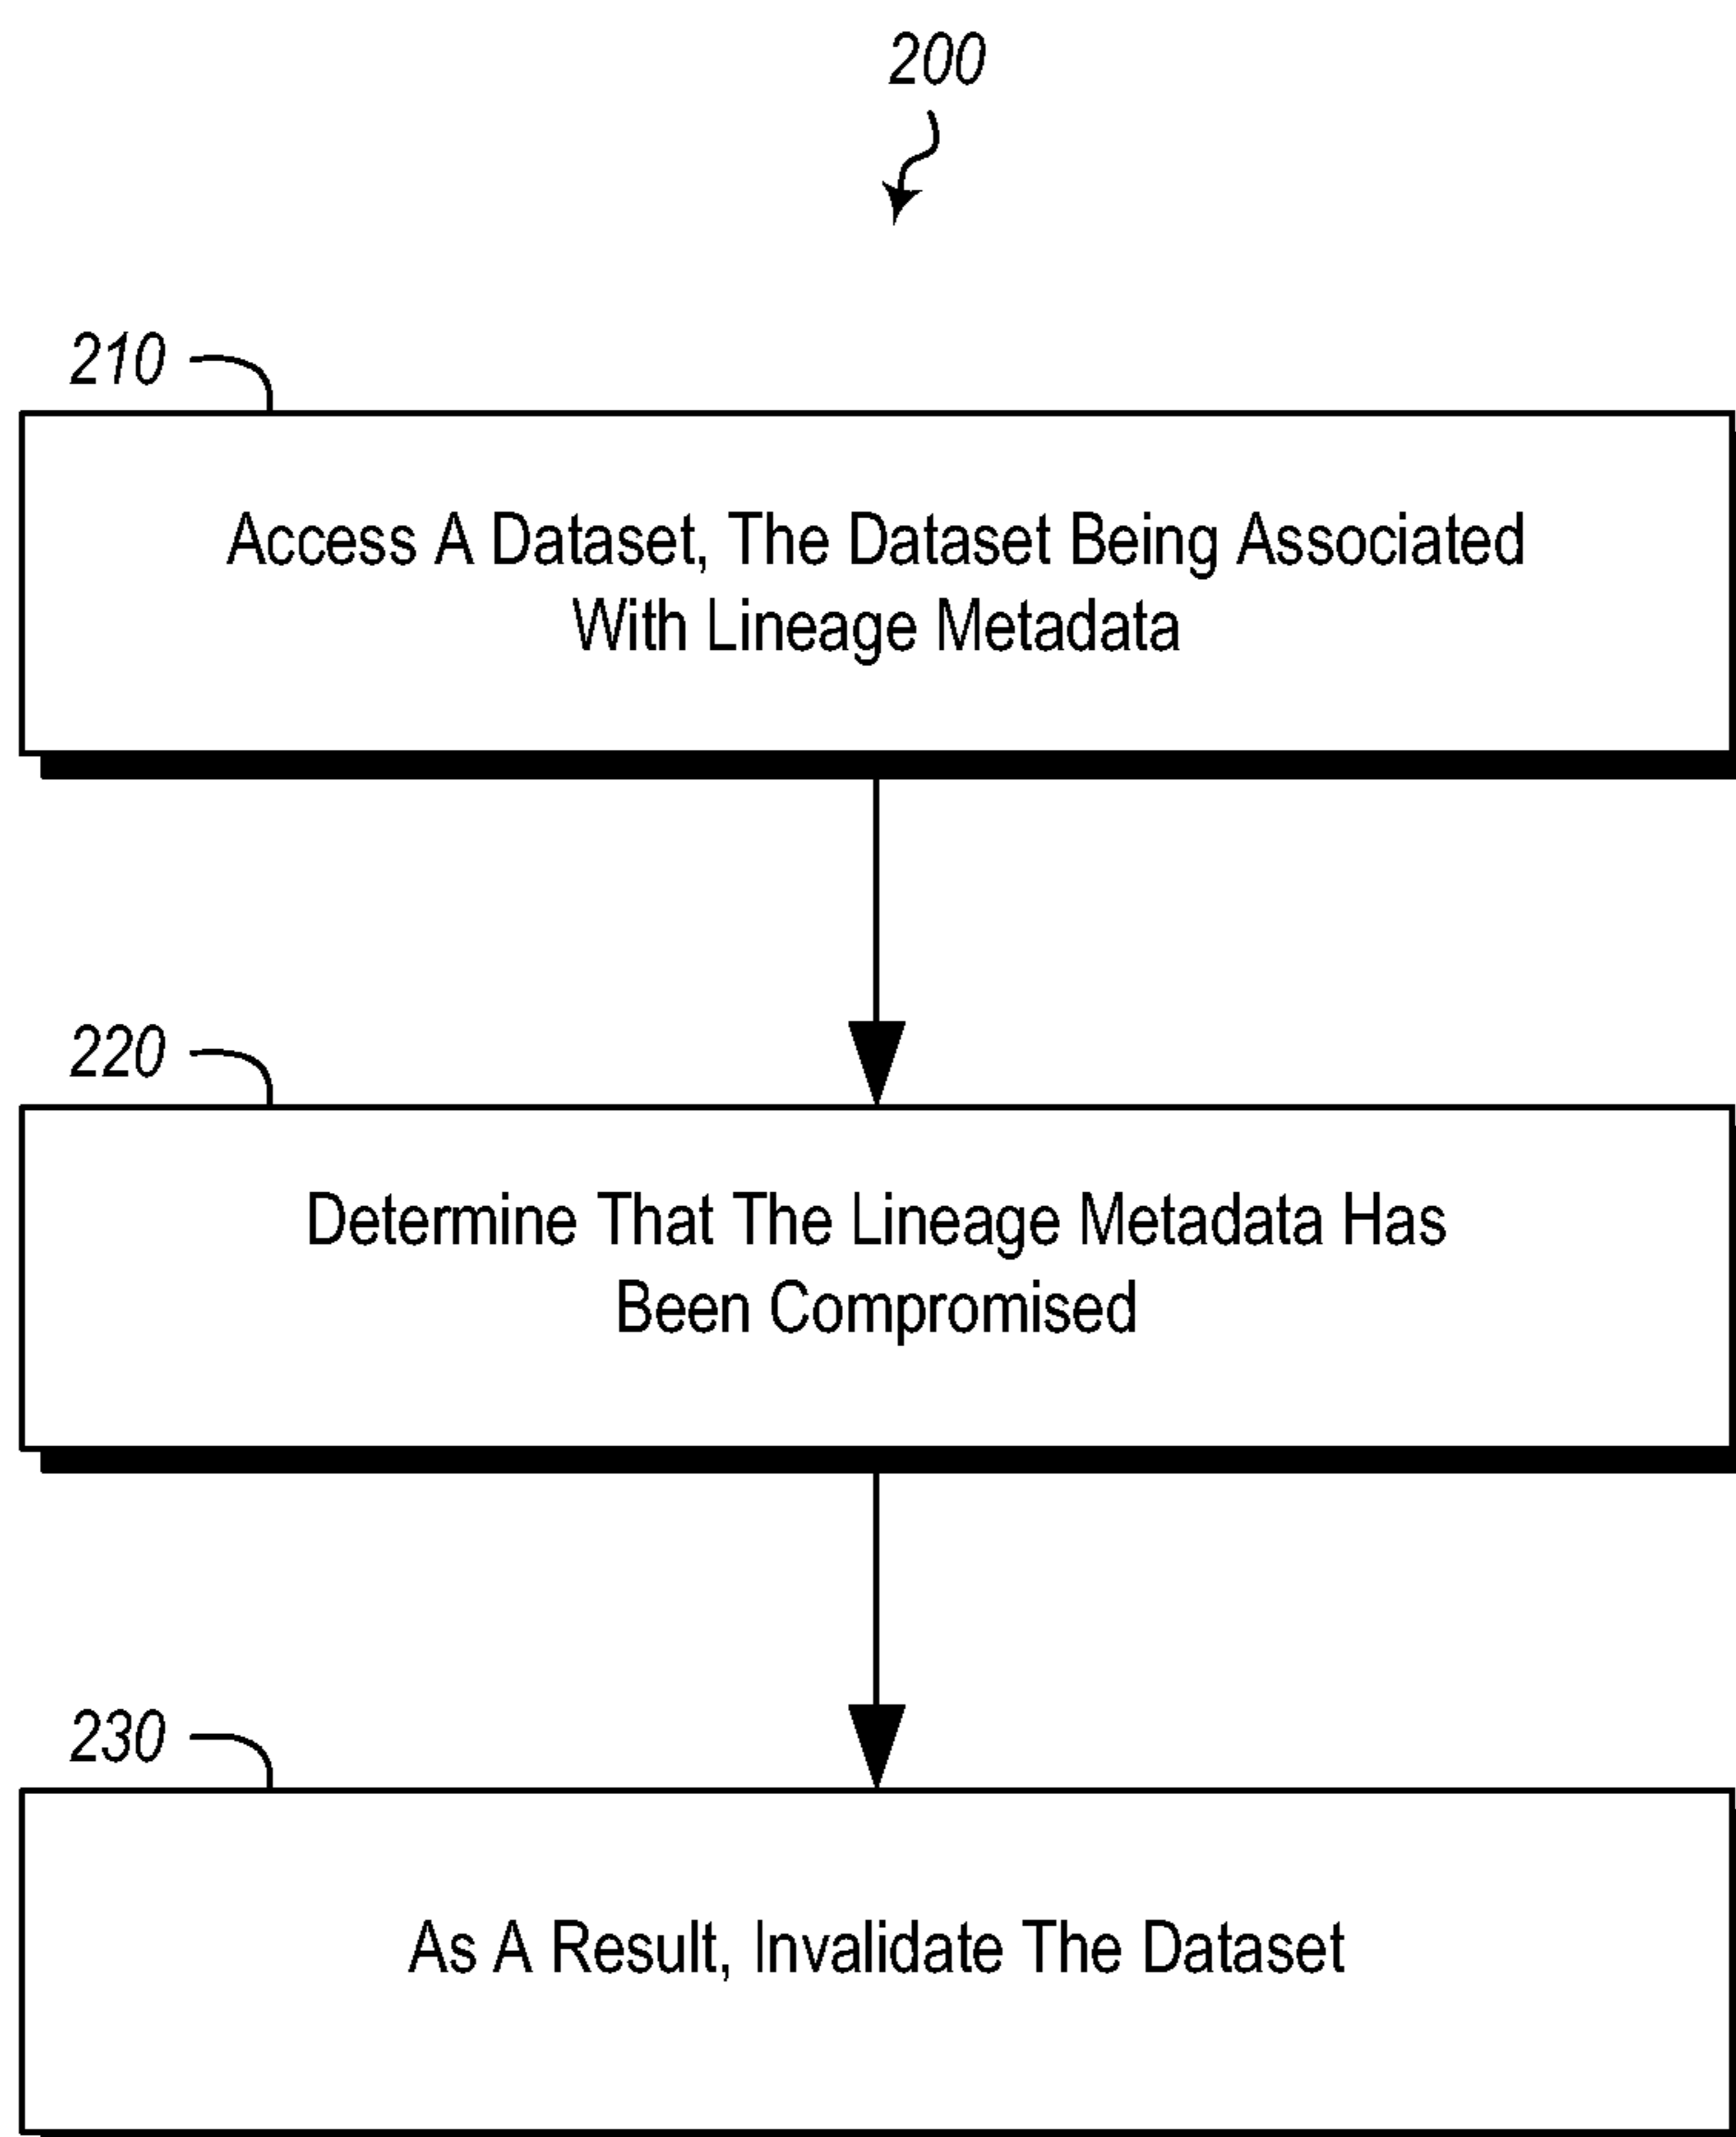 200
210
Access A Dataset, The Dataset Being Associated
With Lineage Metadata
220
Determine That The Lineage Metadata Has
Been Compromised
230
As A Result, Invalidate The Dataset